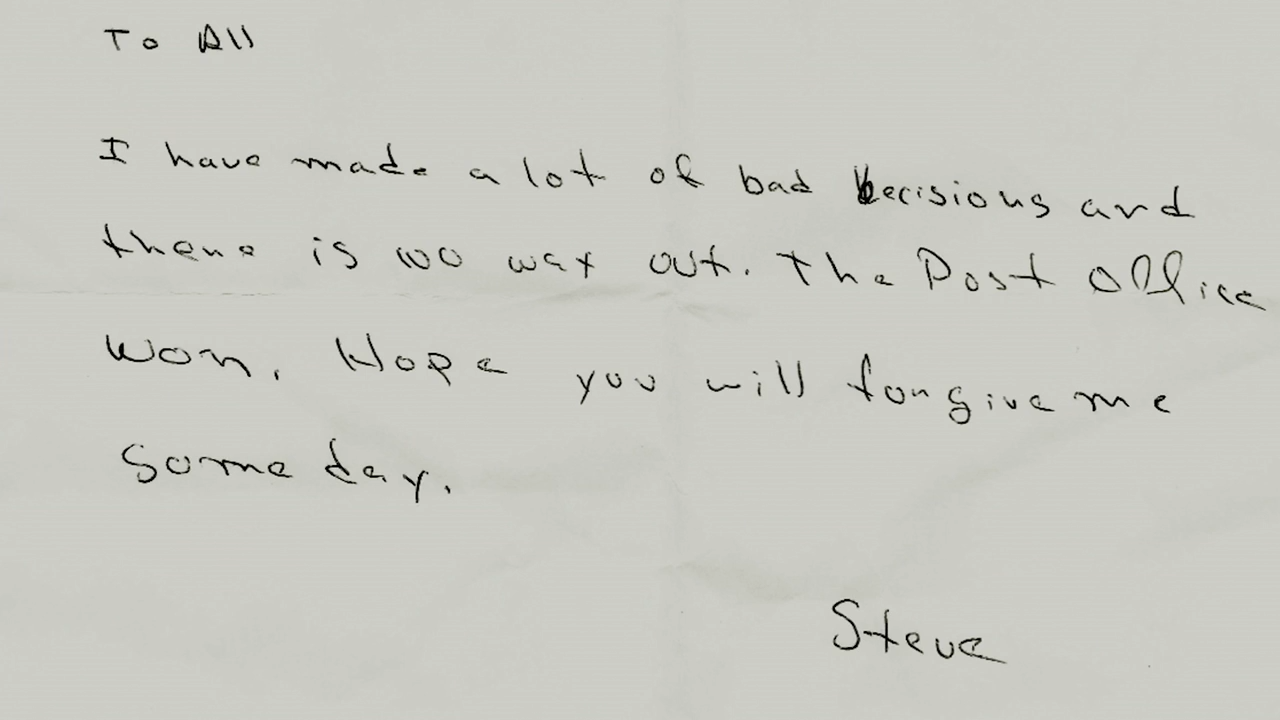 To All
I have made a lot of bad decisions and
there is no way out. The Post Office
won. Hope you will forgive me
some day.
Steve